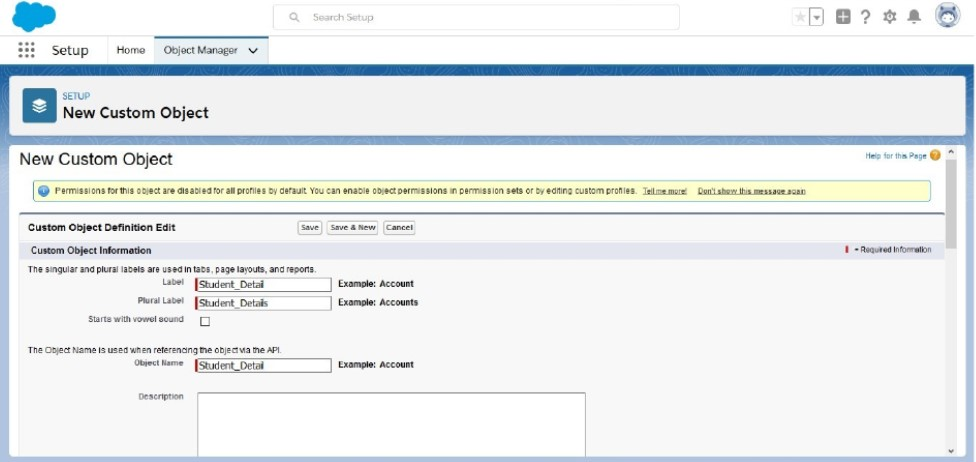 Search Setup
Setup Home Object Manager
SETUP
New Custom Object
New Custom Object
Help for this Page
Permissions for this object are disabled for all profiles by default. You can enable object permissions in permission sets or by editing custom profiles. Tell me more! Don't show this message again
Custom Object Definition Edit Save Save & New Cancel
Custom Object Information = Required Information
The singular and plural labels are used in tabs, page layouts, and reports.
Label Student_Detail Example: Account
Plural Label Student_Details Example: Accounts
Starts with vowel sound
The Object Name is used when referencing the object via the API.
Object Name Student_Detail Example: Account
Description